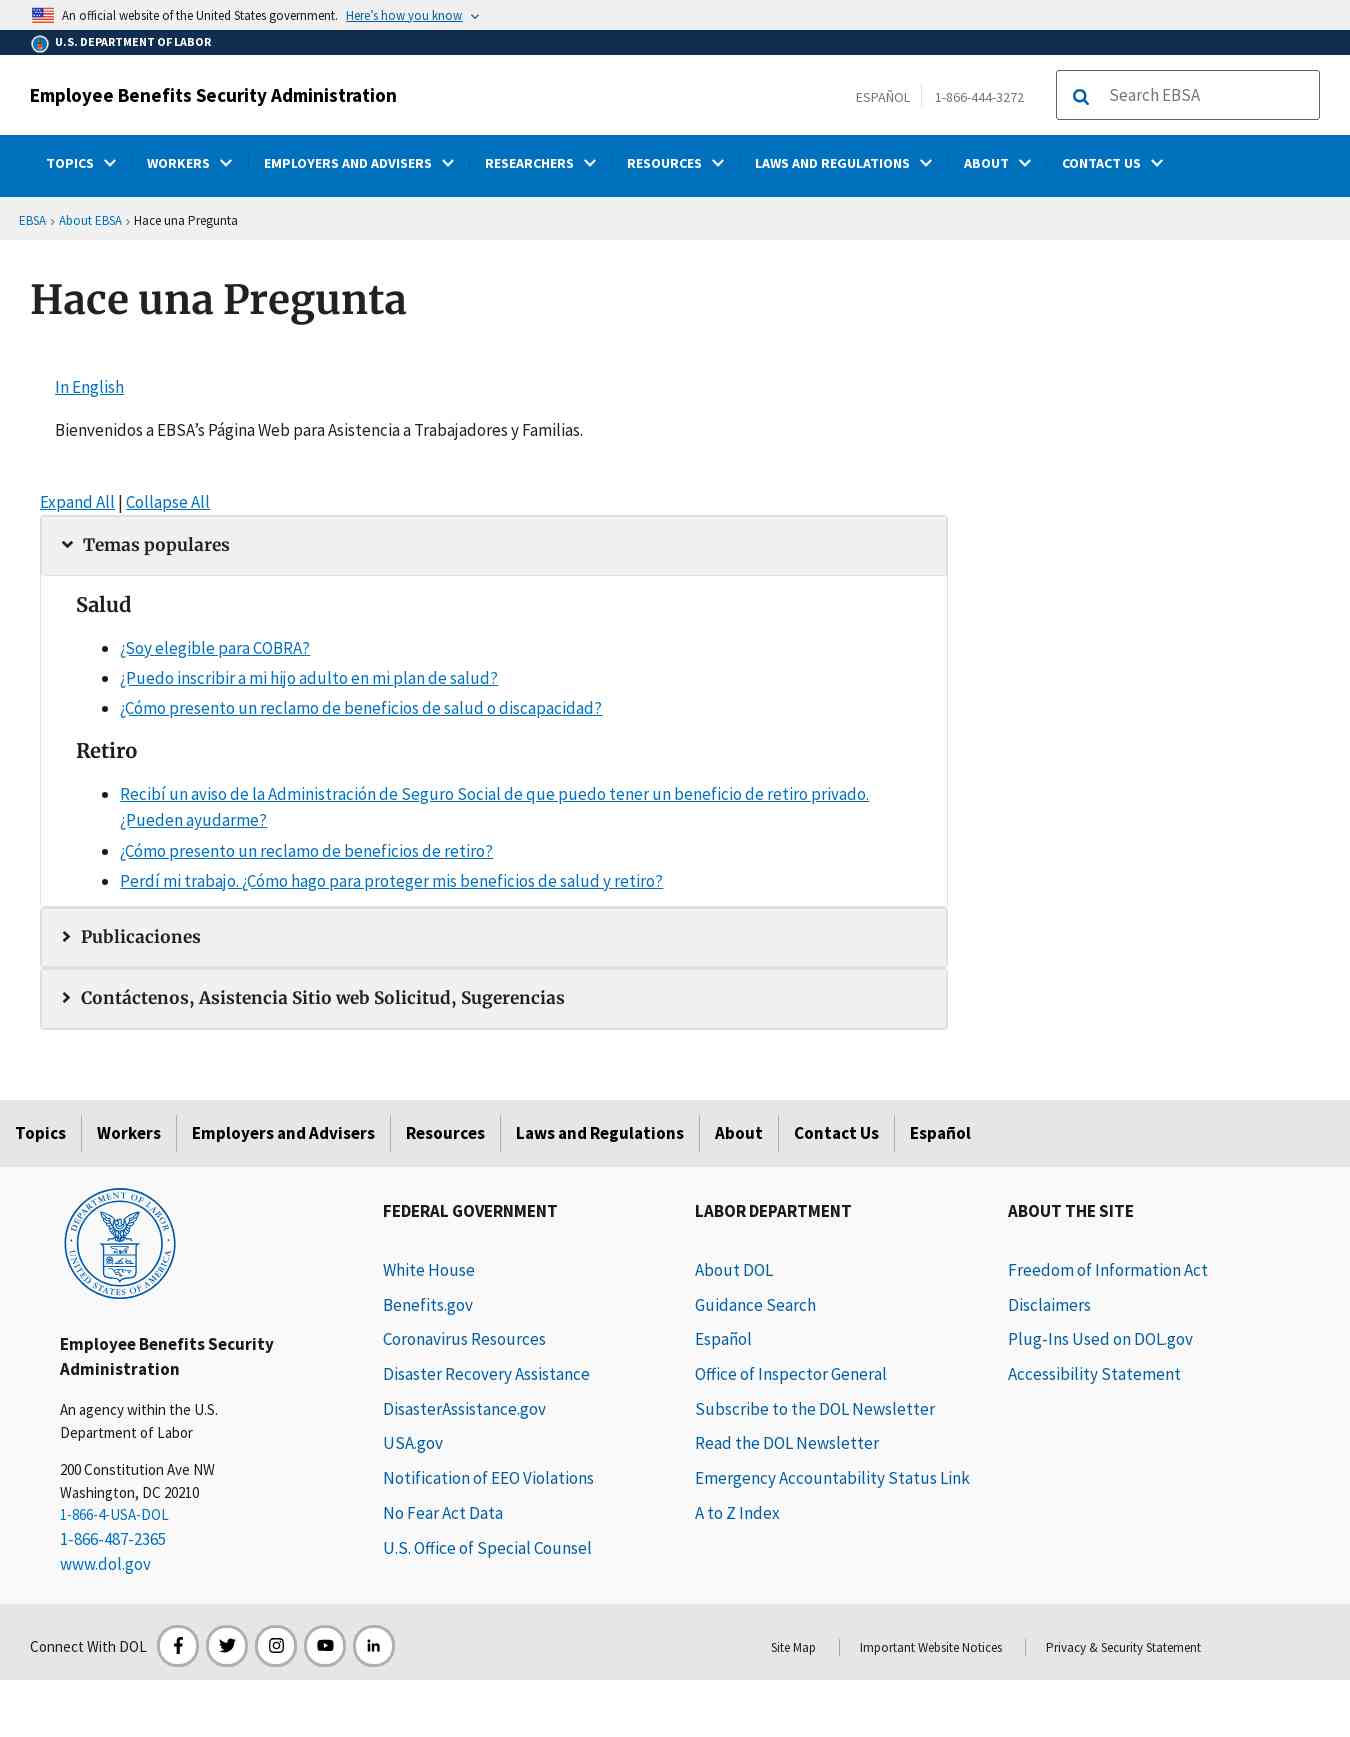 An official website of the United States government. Here's how you know
U.S. DEPARTMENT OF LABOR
Employee Benefits Security Administration
ESPAÑOL 1-866-444-3272 Search EBSA
TOPICS WORKERS EMPLOYERS AND ADVISERS RESEARCHERS RESOURCES LAWS AND REGULATIONS ABOUT CONTACT US
EBSA › About EBSA › Hace una Pregunta
Hace una Pregunta
In English
Bienvenidos a EBSA’s Página Web para Asistencia a Trabajadores y Familias.
Expand All | Collapse All
Temas populares
Salud
¿Soy elegible para COBRA?
¿Puedo inscribir a mi hijo adulto en mi plan de salud?
¿Cómo presento un reclamo de beneficios de salud o discapacidad?
Retiro
Recibí un aviso de la Administración de Seguro Social de que puedo tener un beneficio de retiro privado.
¿Pueden ayudarme?
¿Cómo presento un reclamo de beneficios de retiro?
Perdí mi trabajo. ¿Cómo hago para proteger mis beneficios de salud y retiro?
Publicaciones
Contáctenos, Asistencia Sitio web Solicitud, Sugerencias
Topics Workers Employers and Advisers Resources Laws and Regulations About Contact Us Español
DEPARTMENT OF LABOR
UNITED STATES OF AMERICA
Employee Benefits Security
Administration
An agency within the U.S.
Department of Labor
200 Constitution Ave NW
Washington, DC 20210
1-866-4-USA-DOL
1-866-487-2365
www.dol.gov
FEDERAL GOVERNMENT
White House
Benefits.gov
Coronavirus Resources
Disaster Recovery Assistance
DisasterAssistance.gov
USA.gov
Notification of EEO Violations
No Fear Act Data
U.S. Office of Special Counsel
LABOR DEPARTMENT
About DOL
Guidance Search
Español
Office of Inspector General
Subscribe to the DOL Newsletter
Read the DOL Newsletter
Emergency Accountability Status Link
A to Z Index
ABOUT THE SITE
Freedom of Information Act
Disclaimers
Plug-Ins Used on DOL.gov
Accessibility Statement
Connect With DOL
Site Map Important Website Notices Privacy & Security Statement